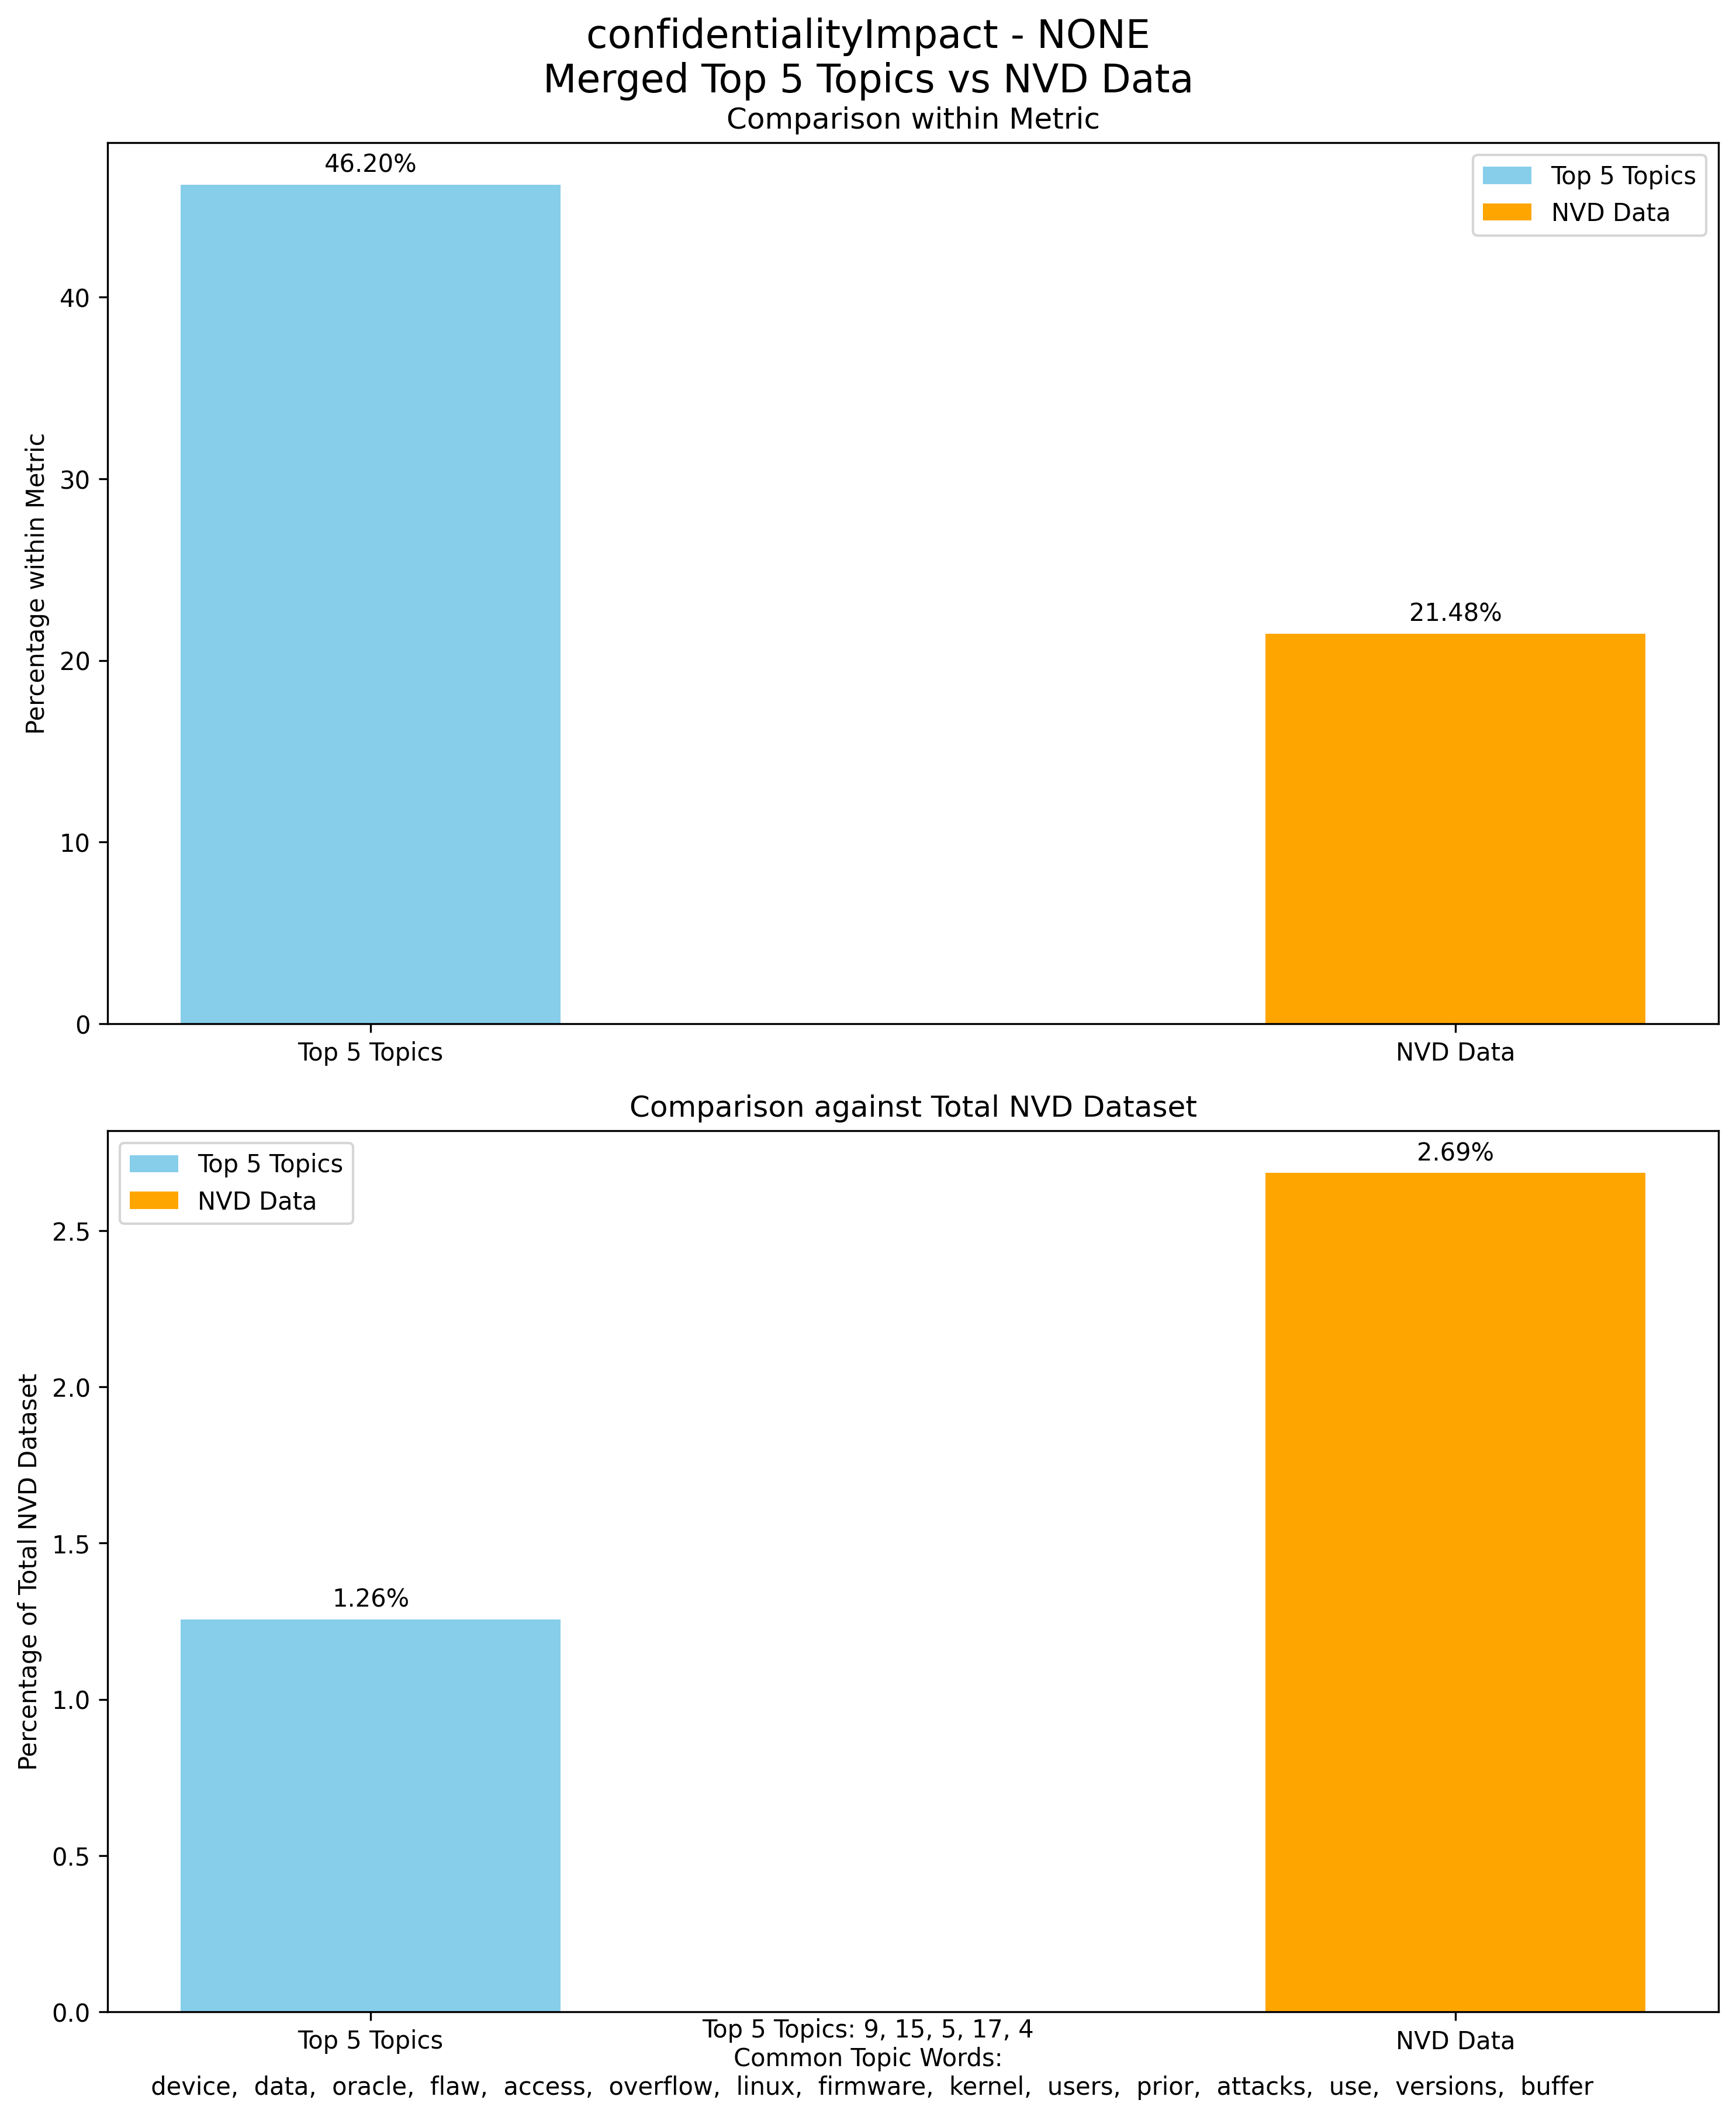 confidentialityImpact - NONE
Merged Top 5 Topics vs NVD Data
Comparison within Metric
46.20%
Top 5 Topics
NVD Data
21.48%
Percentage within Metric
40
30
20
10
0
Top 5 Topics
NVD Data
Comparison against Total NVD Dataset
Top 5 Topics
NVD Data
2.69%
1.26%
Percentage of Total NVD Dataset
2.5
2.0
1.5
1.0
0.5
0.0
Top 5 Topics
NVD Data
Top 5 Topics: 9, 15, 5, 17, 4
Common Topic Words:
device, data, oracle, flaw, access, overflow, linux, firmware, kernel, users, prior, attacks, use, versions, buffer